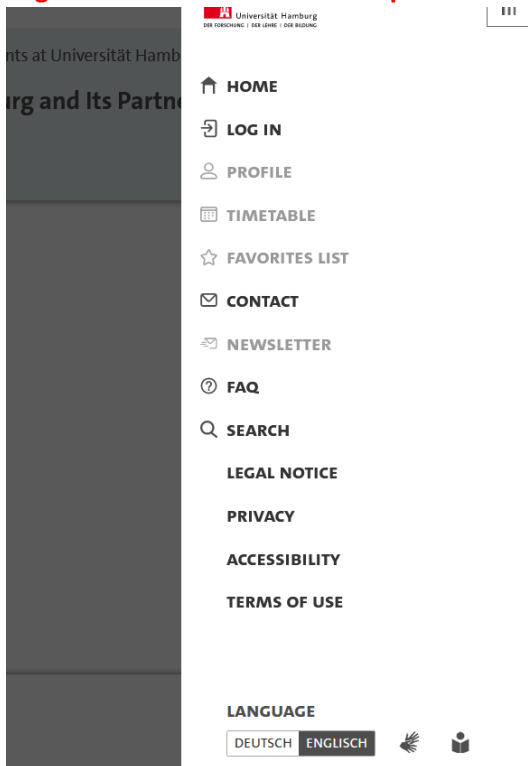 Universität Hamburg
DER FORSCHUNG | DER LEHRE | DER BILDUNG
nts at Universität Hamb
urg and Its Partne
HOME
LOG IN
PROFILE
TIMETABLE
FAVORITES LIST
CONTACT
NEWSLETTER
FAQ
SEARCH
LEGAL NOTICE
PRIVACY
ACCESSIBILITY
TERMS OF USE
LANGUAGE
DEUTSCH ENGLISCH